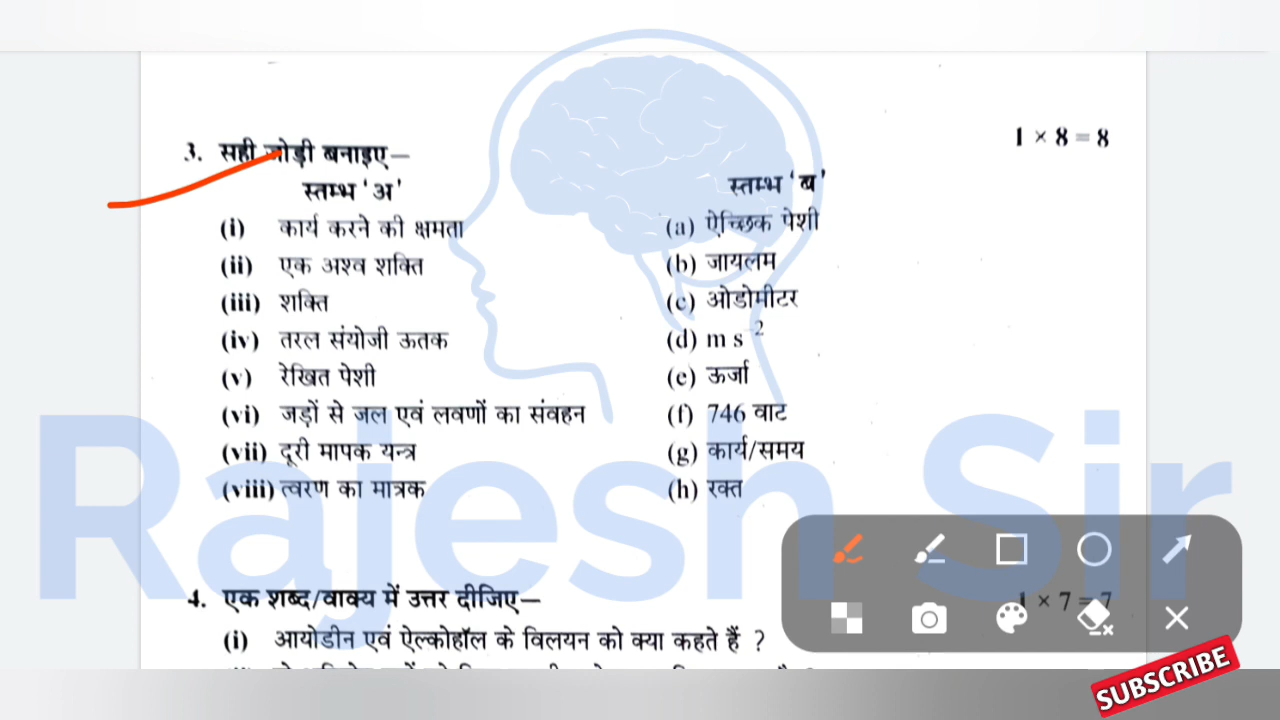 1 × 8 = 8
3. सही जोड़ी बनाइए—
स्तम्भ 'अ' स्तम्भ 'ब'
(i) कार्य करने की क्षमता (a) ऐच्छिक पेशी
(ii) एक अश्व शक्ति (b) जायलम
(iii) शक्ति (c) ओडोमीटर
(iv) तरल संयोजी ऊतक (d) m s⁻²
(v) रेखित पेशी (e) ऊर्जा
(vi) जड़ों से जल एवं लवणों का संवहन (f) 746 वाट
(vii) दूरी मापक यन्त्र (g) कार्य/समय
(viii) त्वरण का मात्रक (h) रक्त
Rajesh Sir
4. एक शब्द/वाक्य में उत्तर दीजिए— 1 × 7 = 7
(i) आयोडीन एवं ऐल्कोहॉल के विलयन को क्या कहते हैं ?
SUBSCRIBE